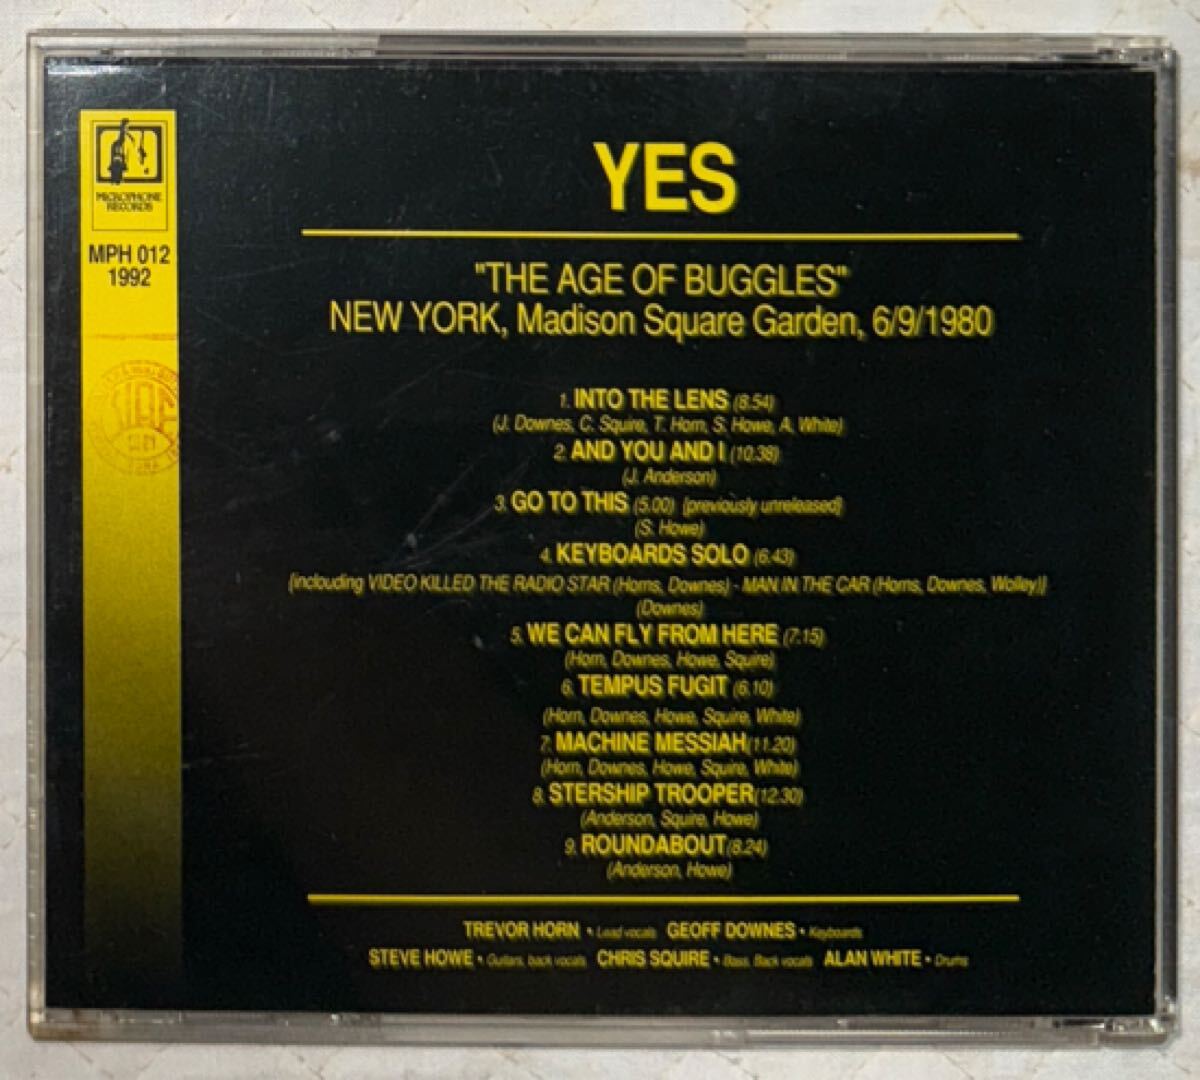 MICROPHONE
RECORDS
MPH 012
1992
YES
"THE AGE OF BUGGLES"
NEW YORK, Madison Square Garden, 6/9/1980
1. INTO THE LENS (8.54)
(J. Downes, C. Squire, T. Horn, S. Howe, A. White)
2. AND YOU AND I (10.38)
(J. Anderson)
3. GO TO THIS (5.00) [previously unreleased]
(S. Howe)
4. KEYBOARDS SOLO (6.43)
[inclouding VIDEO KILLED THE RADIO STAR (Horns, Downes) - MAN IN THE CAR (Horns, Downes, Wolley)]
(Downes)
5. WE CAN FLY FROM HERE (7.15)
(Horn, Downes, Howe, Squire)
6. TEMPUS FUGIT (6.10)
(Horn, Downes, Howe, Squire, White)
7. MACHINE MESSIAH (11.20)
(Horn, Downes, Howe, Squire, White)
8. STERSHIP TROOPER (12.30)
(Anderson, Squire, Howe)
9. ROUNDABOUT (8.24)
(Anderson, Howe)
TREVOR HORN • Lead vocals GEOFF DOWNES • Keyboards
STEVE HOWE • Guitars, back vocals CHRIS SQUIRE • Bass, Back vocals ALAN WHITE • Drums
SIAE